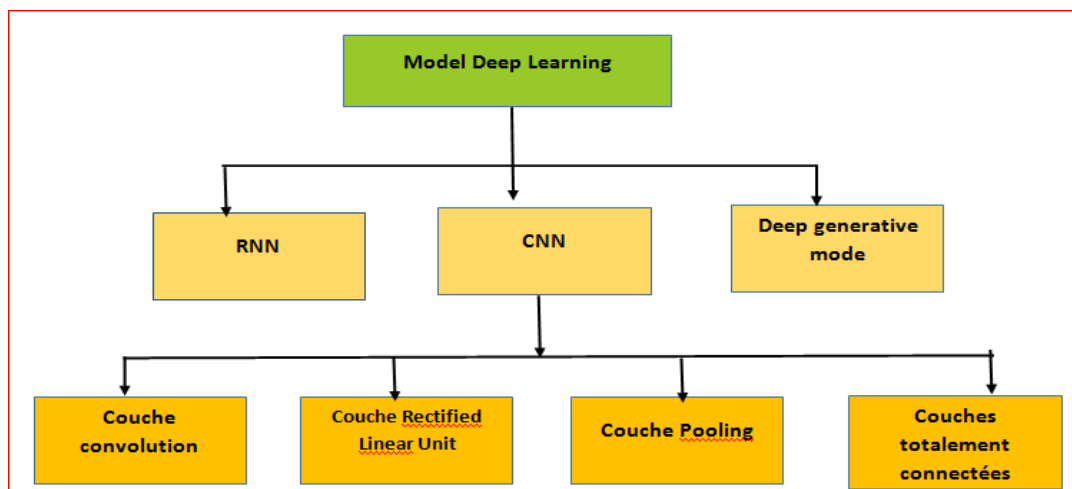 Model Deep Learning
RNN
CNN
Deep generative
mode
Couche
convolution
Couche Rectified
Linear Unit
Couche Pooling
Couches
totalement
connectées